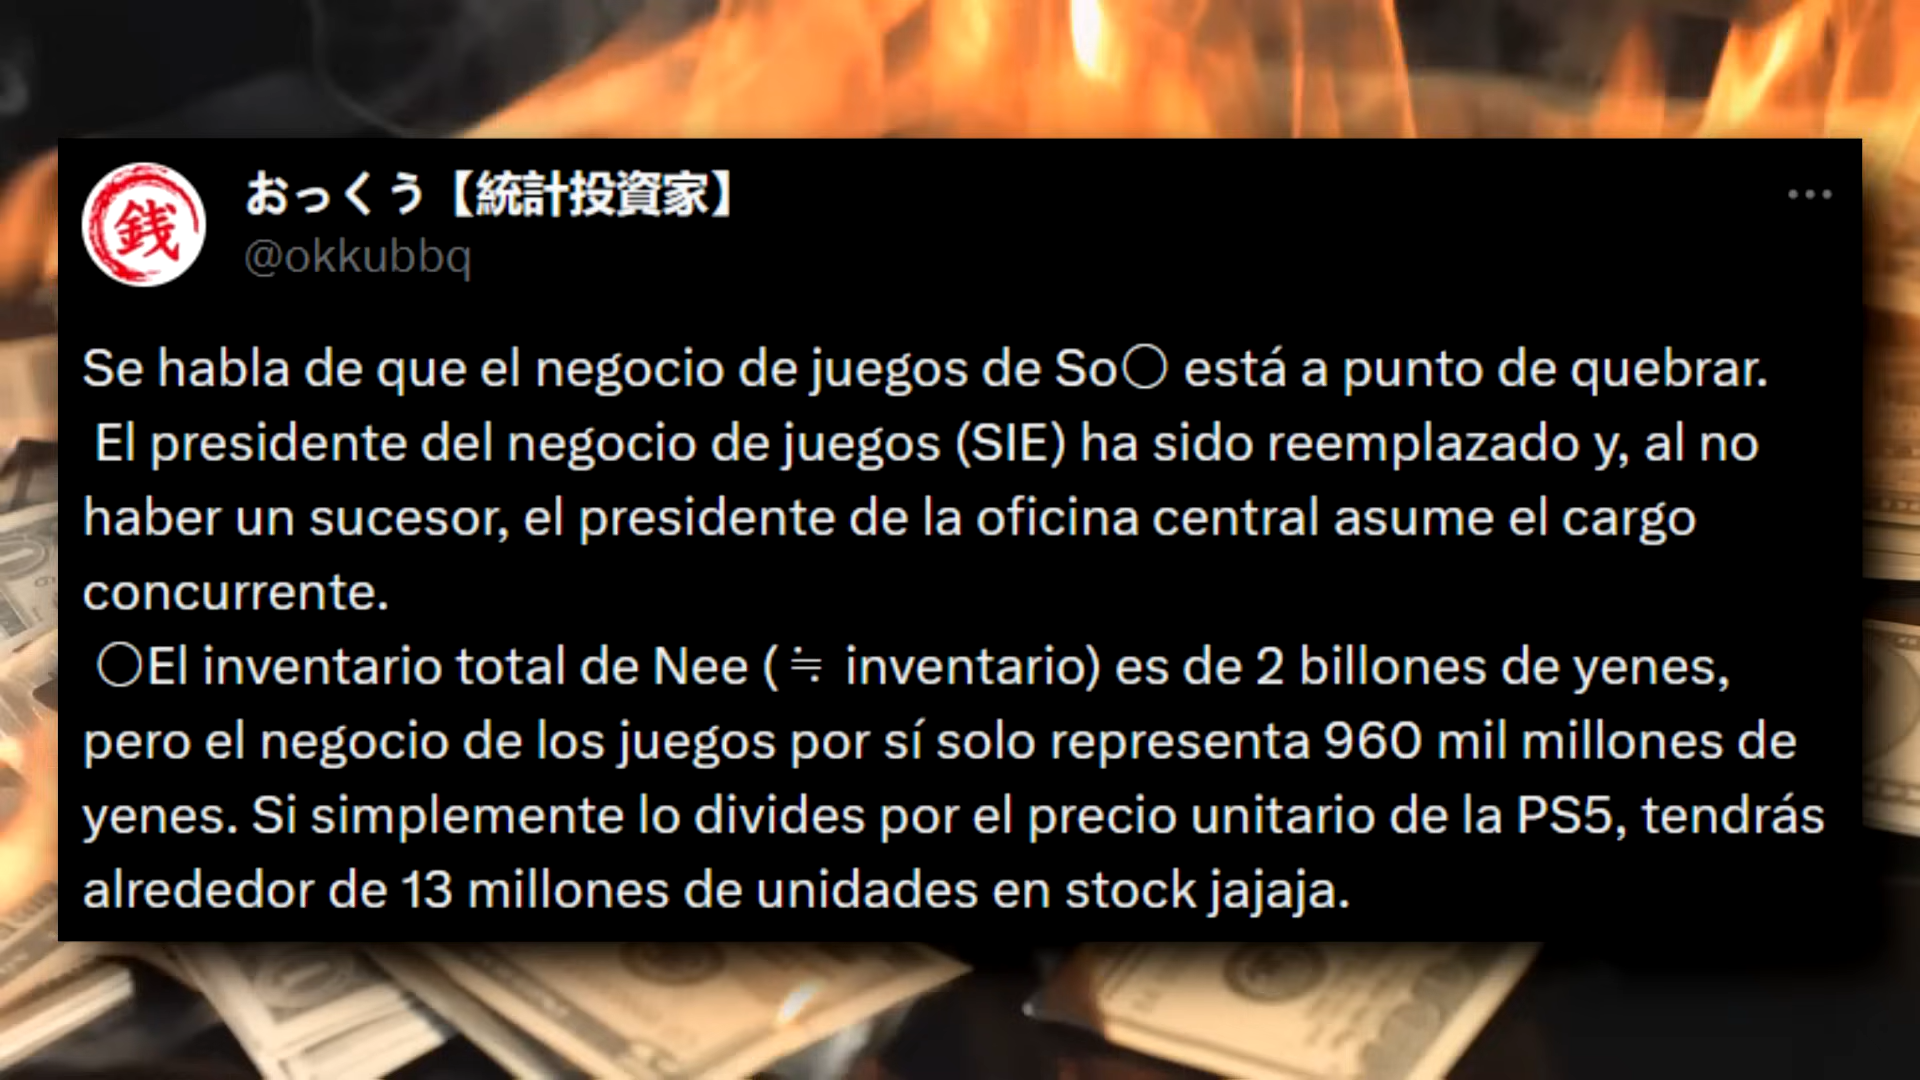 銭
おっくう【統計投資家】
@okkubbq
Se habla de que el negocio de juegos de So〇 está a punto de quebrar.
El presidente del negocio de juegos (SIE) ha sido reemplazado y, al no
haber un sucesor, el presidente de la oficina central asume el cargo
concurrente.
〇El inventario total de Nee (≒ inventario) es de 2 billones de yenes,
pero el negocio de los juegos por sí solo representa 960 mil millones de
yenes. Si simplemente lo divides por el precio unitario de la PS5, tendrás
alrededor de 13 millones de unidades en stock jajaja.